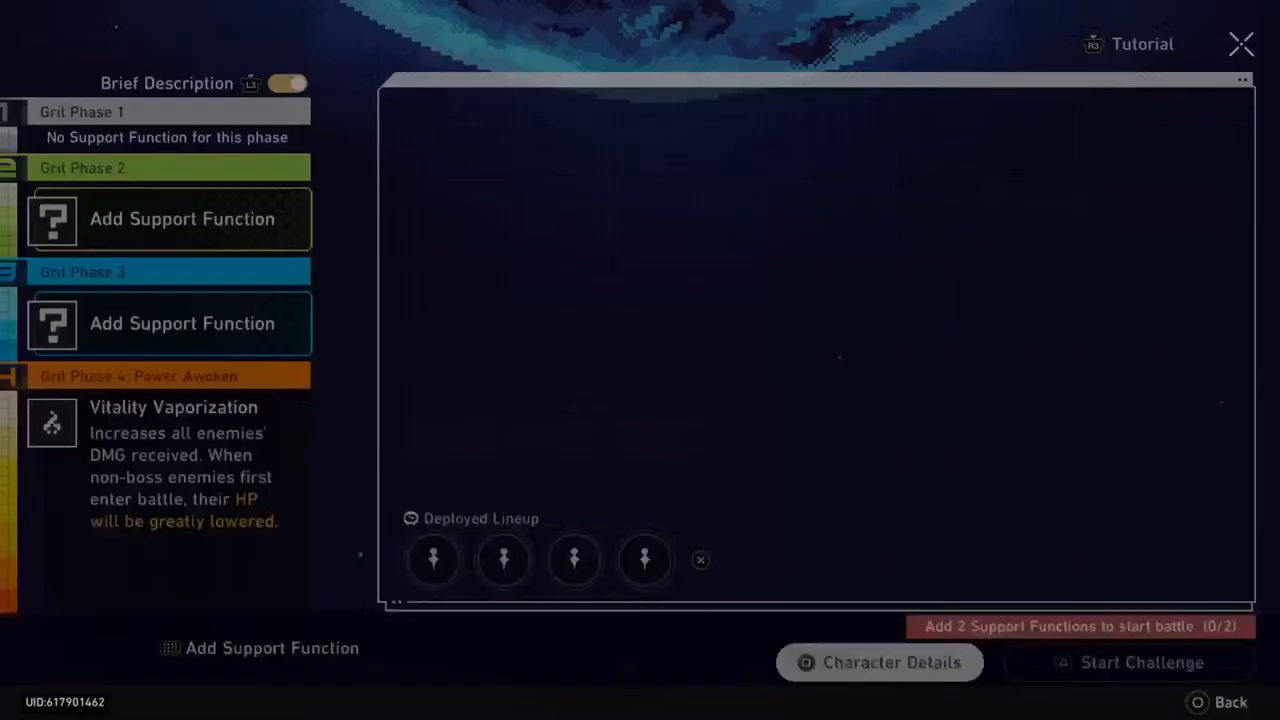 R3 Tutorial
Brief Description L3
Grit Phase 1
No Support Function for this phase
Grit Phase 2
Add Support Function
Grit Phase 3
Add Support Function
Grit Phase 4: Power Awoken
Vitality Vaporization
Increases all enemies'
DMG received. When
non-boss enemies first
enter battle, their HP
will be greatly lowered.
Deployed Lineup
Add 2 Support Functions to start battle (0/2)
Add Support Function
Character Details
Start Challenge
UID:617901462
Back